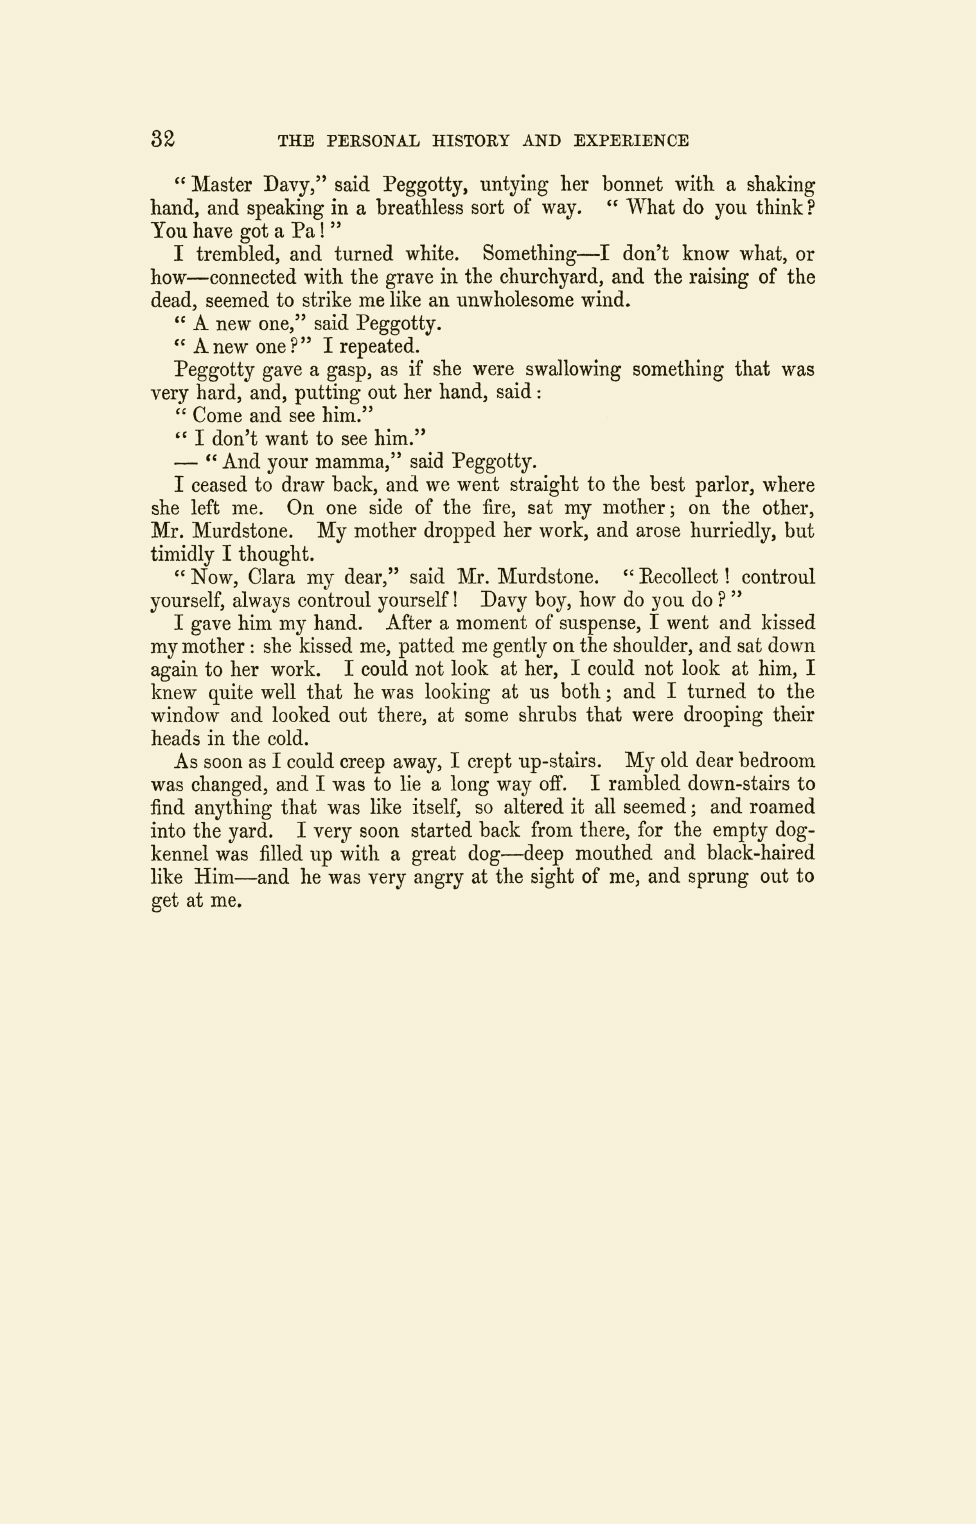 32 THE PERSONAL HISTORY AND EXPERIENCE
“ Master Davy,” said Peggotty, untying her bonnet with a shaking
hand, and speaking in a breathless sort of way. “ What do you think ?
You have got a Pa ! ”
I trembled, and turned white. Something—I don’t know what, or
how—connected with the grave in the churchyard, and the raising of the
dead, seemed to strike me like an unwholesome wind.
“ A new one,” said Peggotty.
“ A new one ?” I repeated.
Peggotty gave a gasp, as if she were swallowing something that was
very hard, and, putting out her hand, said :
“ Come and see him.”
“ I don’t want to see him.”
— “ And your mamma,” said Peggotty.
I ceased to draw back, and we went straight to the best parlor, where
she left me. On one side of the fire, sat my mother ; on the other,
Mr. Murdstone. My mother dropped her work, and arose hurriedly, but
timidly I thought.
“ Now, Clara my dear,” said Mr. Murdstone. “ Recollect ! controul
yourself, always controul yourself ! Davy boy, how do you do ? ”
I gave him my hand. After a moment of suspense, I went and kissed
my mother : she kissed me, patted me gently on the shoulder, and sat down
again to her work. I could not look at her, I could not look at him, I
knew quite well that he was looking at us both ; and I turned to the
window and looked out there, at some shrubs that were drooping their
heads in the cold.
As soon as I could creep away, I crept up-stairs. My old dear bedroom
was changed, and I was to lie a long way off. I rambled down-stairs to
find anything that was like itself, so altered it all seemed ; and roamed
into the yard. I very soon started back from there, for the empty dog-
kennel was filled up with a great dog—deep mouthed and black-haired
like Him—and he was very angry at the sight of me, and sprung out to
get at me.